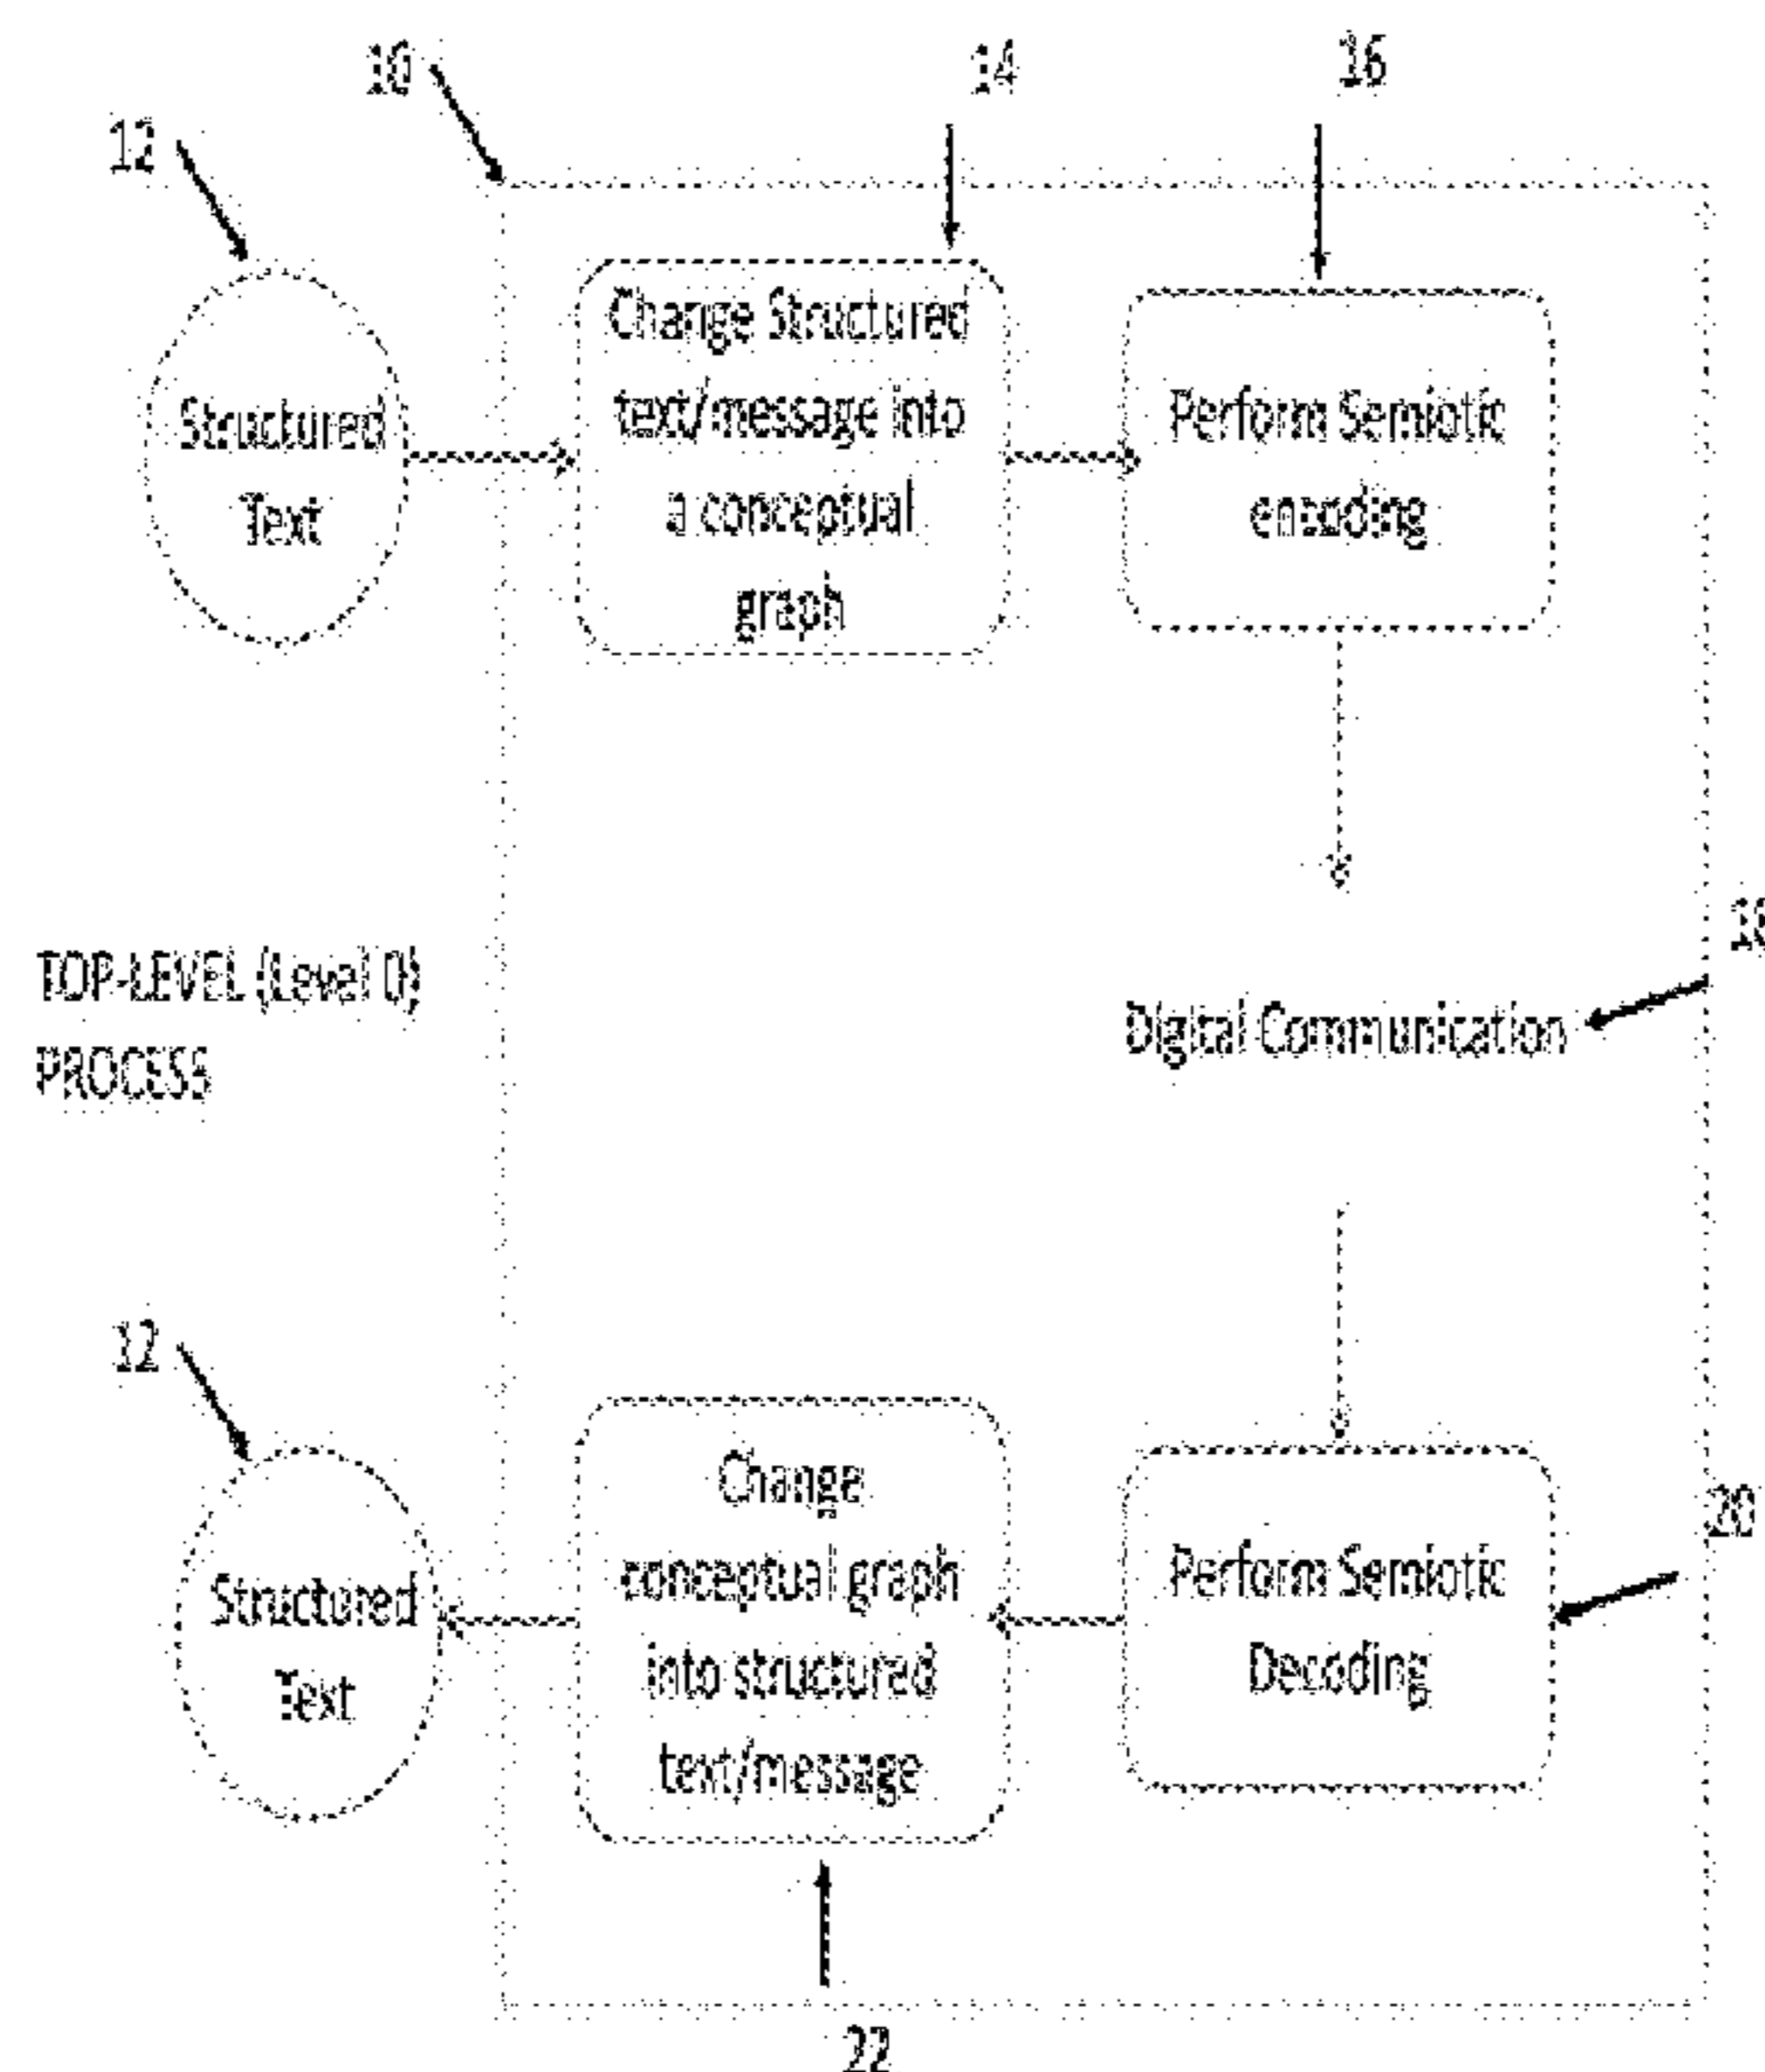 10
14
16
12
Structured
Text
Change Structured
text/message into
a conceptual
graph
Perform Semiotic
encoding
18
TOP-LEVEL (Level 0)
PROCESS
Digital Communication
12
20
Structured
Text
Change
conceptual graph
into structured
text/message
Perform Semiotic
Decoding
22